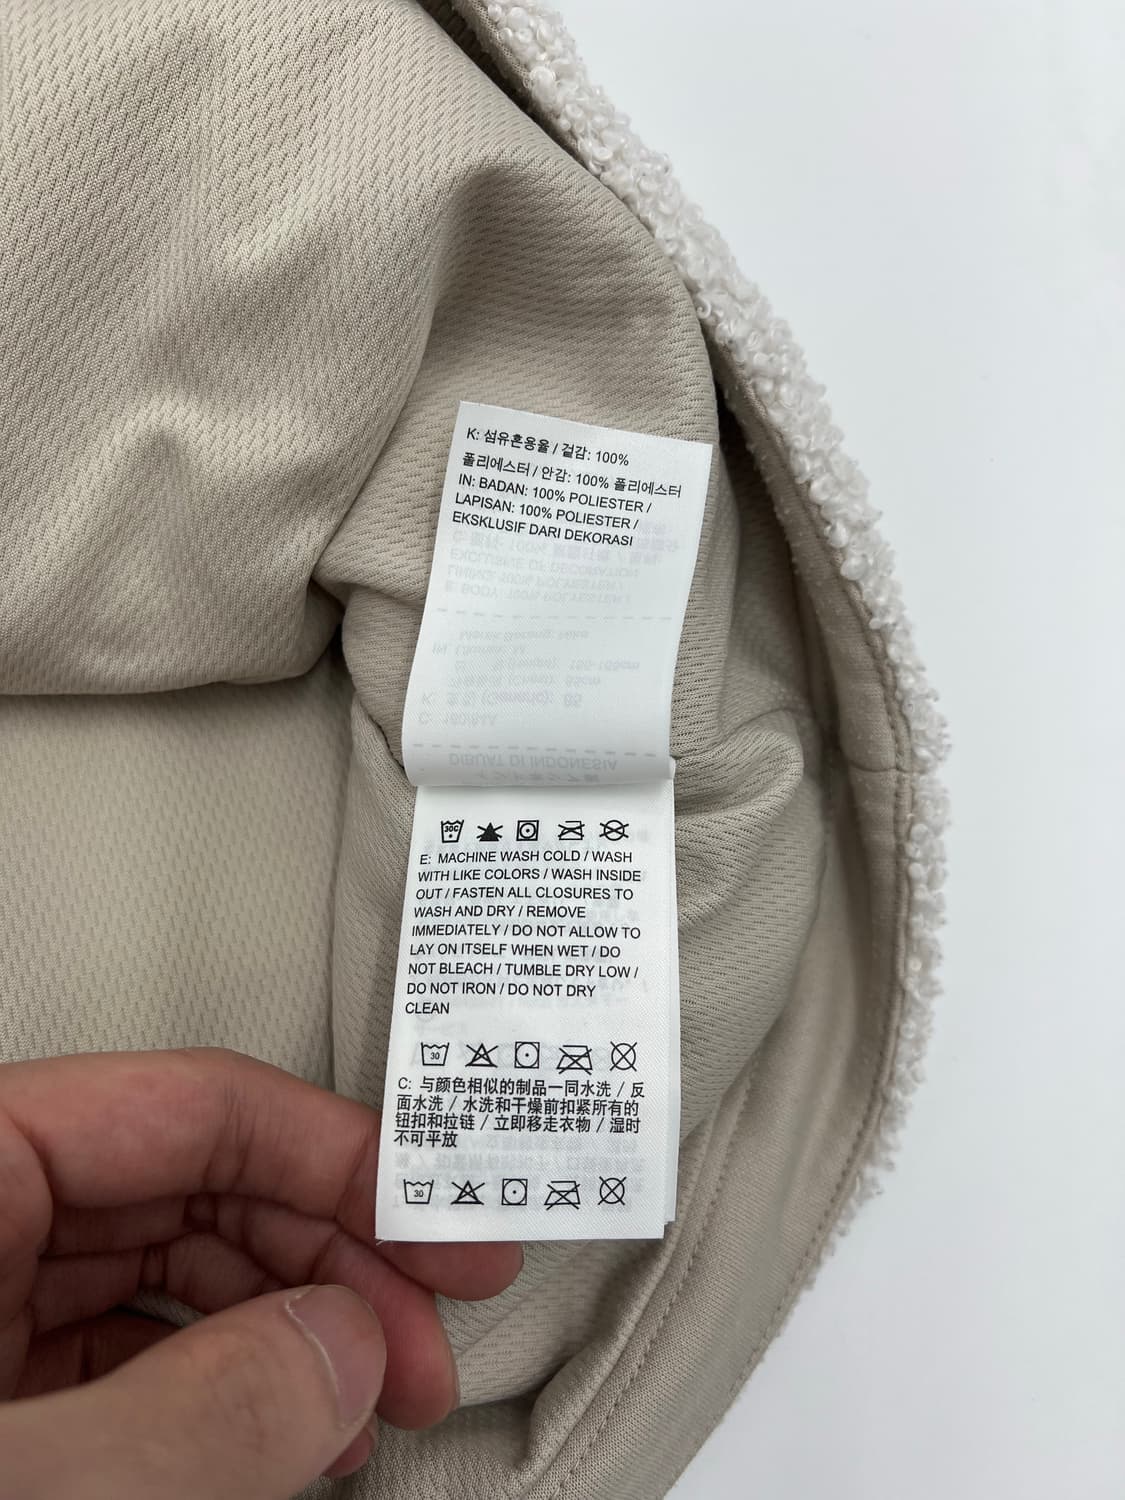 K: 섬유혼용율 / 겉감: 100%
폴리에스터 / 안감: 100% 폴리에스터
IN: BADAN: 100% POLIESTER /
LAPISAN: 100% POLIESTER /
EKSKLUSIF DARI DEKORASI
30C
E: MACHINE WASH COLD / WASH
WITH LIKE COLORS / WASH INSIDE
OUT / FASTEN ALL CLOSURES TO
WASH AND DRY / REMOVE
IMMEDIATELY / DO NOT ALLOW TO
LAY ON ITSELF WHEN WET / DO
NOT BLEACH / TUMBLE DRY LOW /
DO NOT IRON / DO NOT DRY
CLEAN
30
C: 与颜色相似的制品一同水洗 / 反
面水洗 / 水洗和干燥前扣紧所有的
钮扣和拉链 / 立即移走衣物 / 湿时
不可平放
30